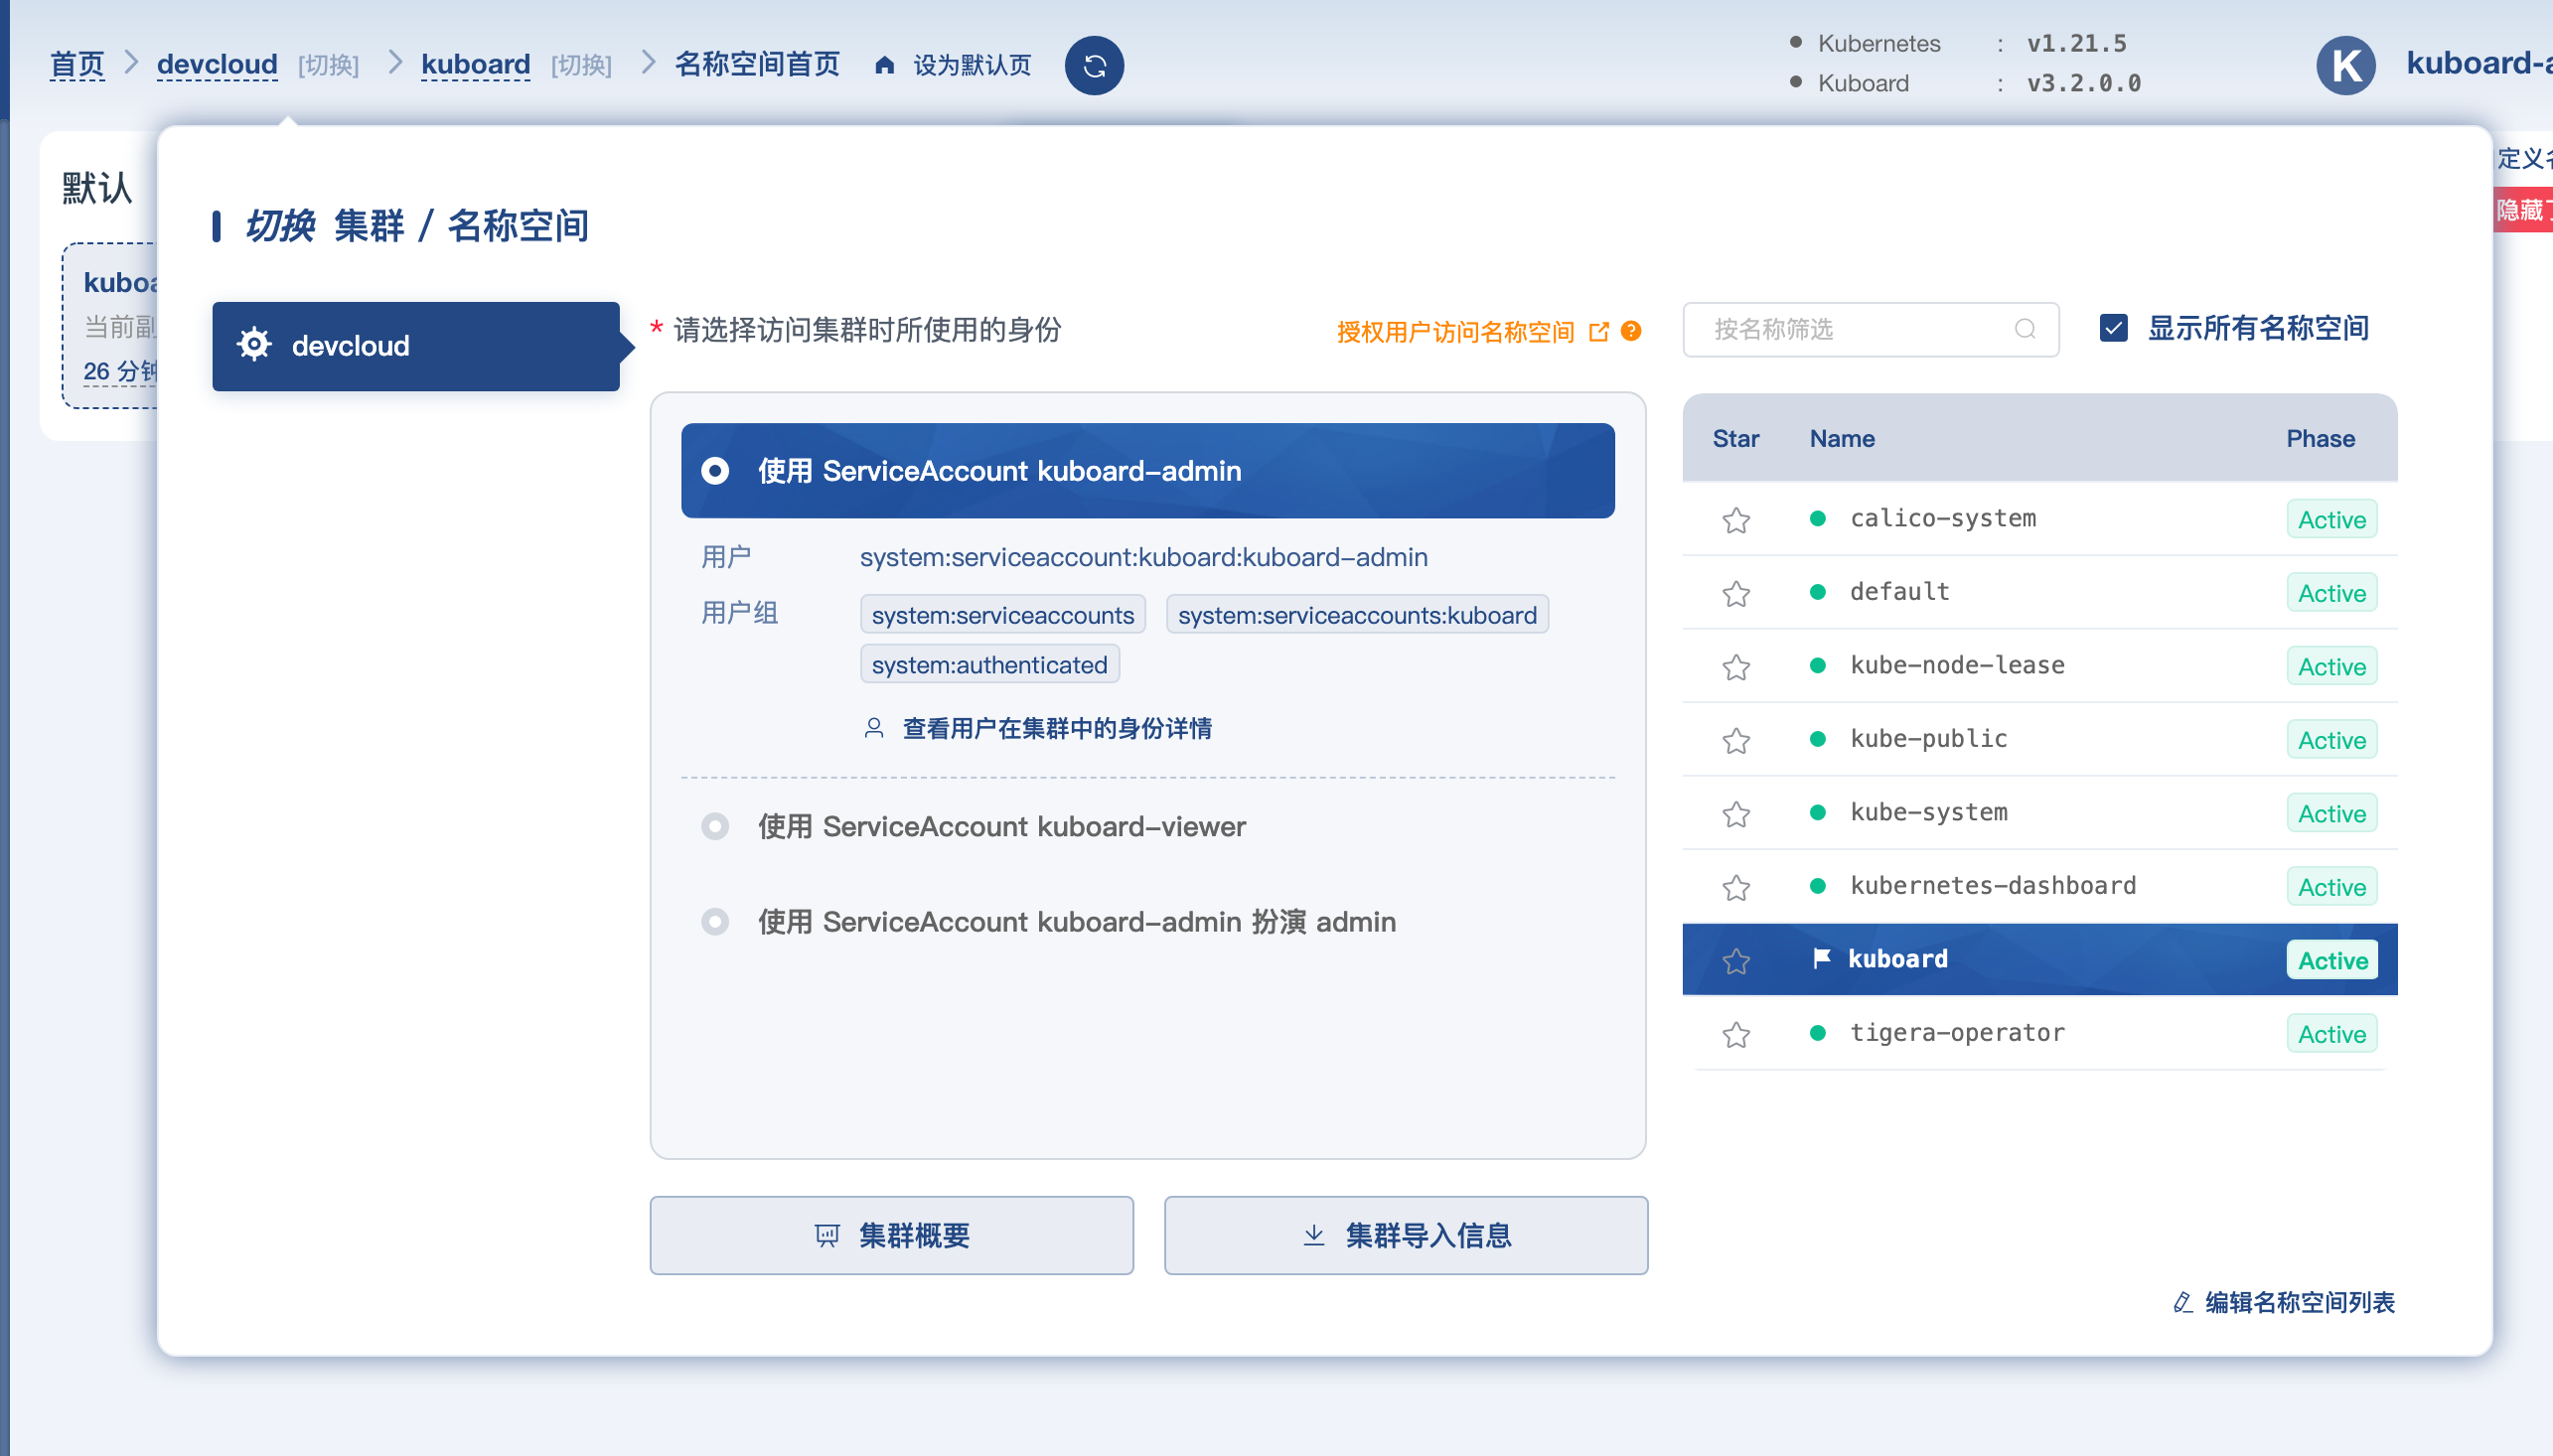 首页 > devcloud [切换] > kuboard [切换] > 名称空间首页 设为默认页
Kubernetes : v1.21.5
Kuboard : v3.2.0.0
K
默认
当前副
26 分钟
定义
隐藏
切换 集群 / 名称空间
devcloud
* 请选择访问集群时所使用的身份
授权用户访问名称空间
使用 ServiceAccount kuboard-admin
用户 system:serviceaccount:kuboard:kuboard-admin
用户组 system:serviceaccounts system:serviceaccounts:kuboard
system:authenticated
查看用户在集群中的身份详情
使用 ServiceAccount kuboard-viewer
使用 ServiceAccount kuboard-admin 扮演 admin
集群概要
集群导入信息
按名称筛选
显示所有名称空间
Star Name Phase
calico-system Active
default Active
kube-node-lease Active
kube-public Active
kube-system Active
kubernetes-dashboard Active
kuboard Active
tigera-operator Active
编辑名称空间列表